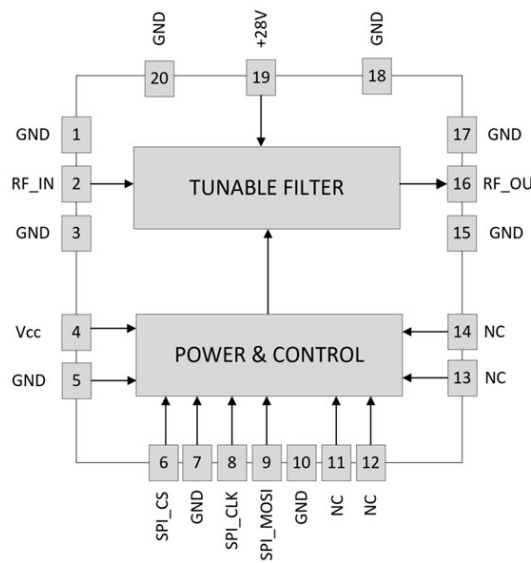 GND
+28V
GND
20
19
18
GND
1
17
GND
RF_IN
2
TUNABLE FILTER
16
RF_OU
GND
3
15
GND
Vcc
4
POWER & CONTROL
14
NC
GND
5
13
NC
6
7
8
9
10
11
12
SPI_CS
GND
SPI_CLK
SPI_MOSI
GND
NC
NC